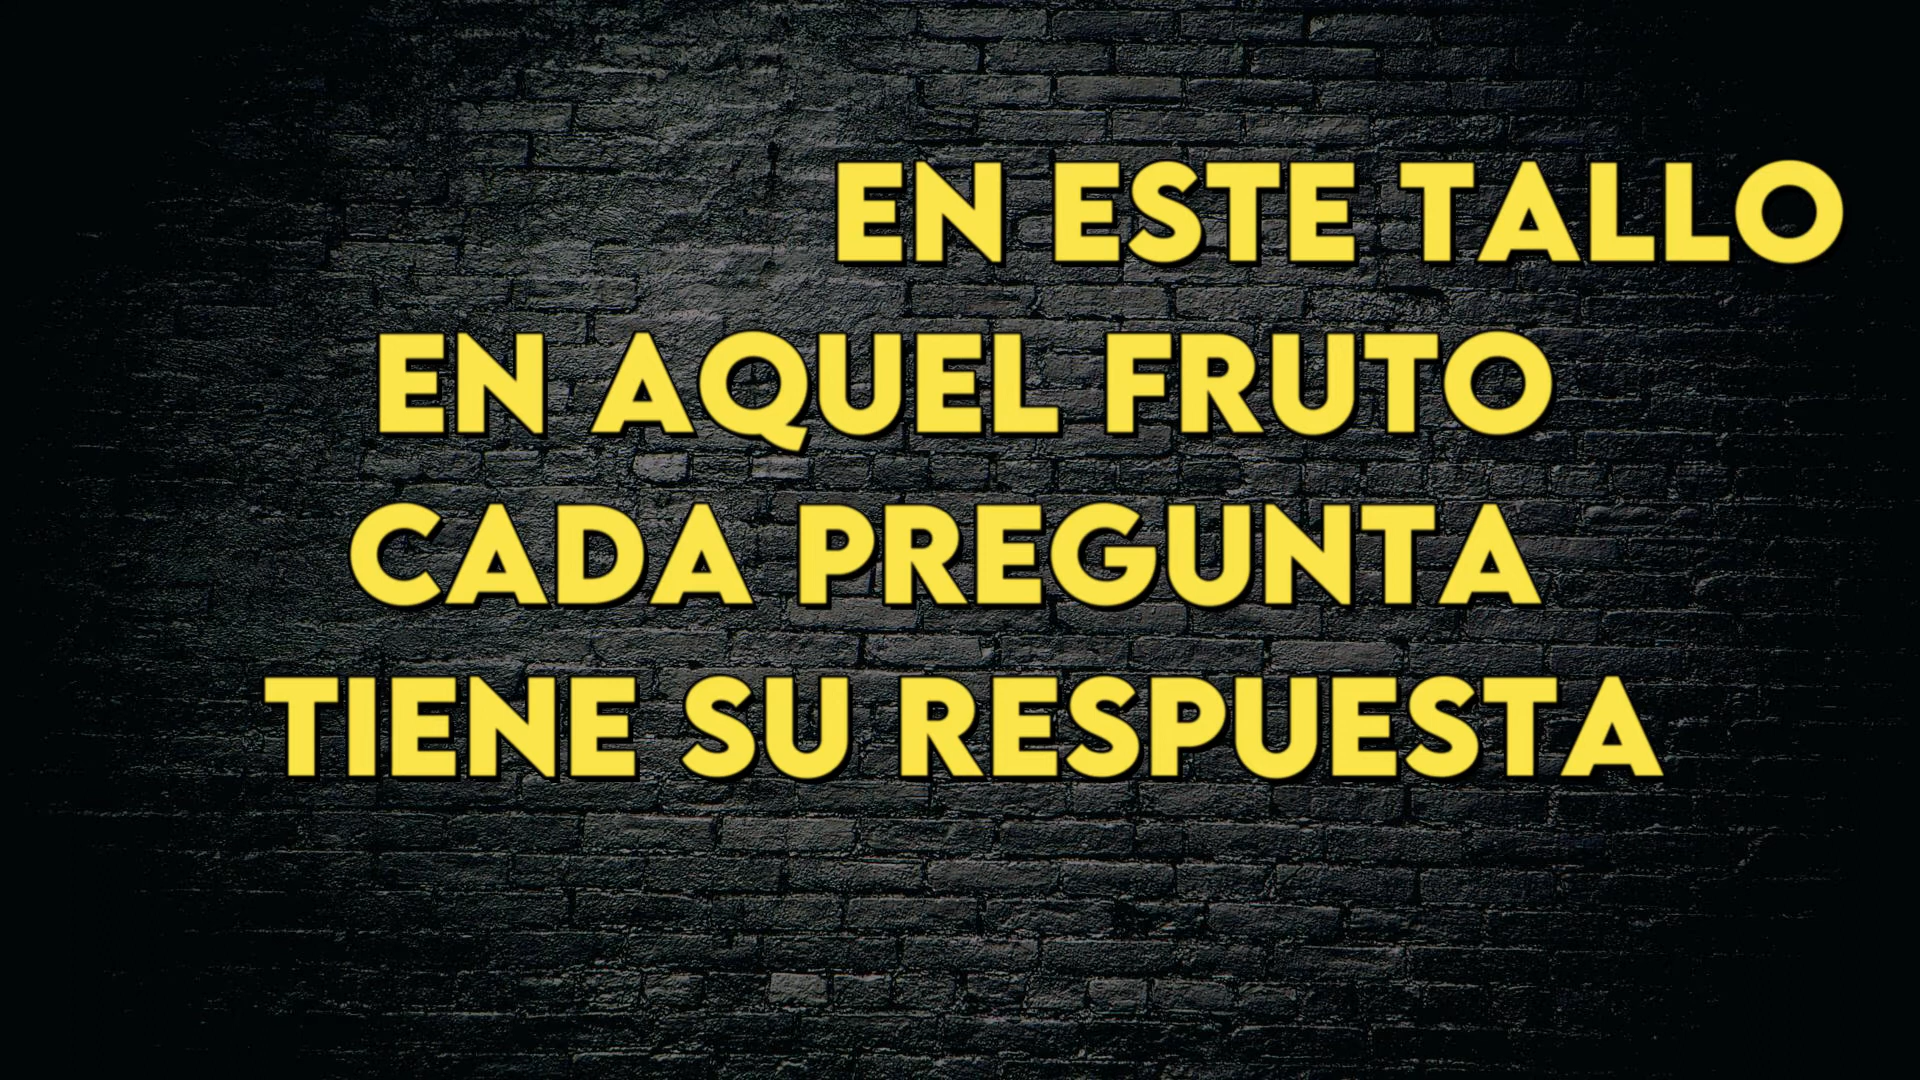 EN ESTE TALLO
EN AQUEL FRUTO
CADA PREGUNTA
TIENE SU RESPUESTA